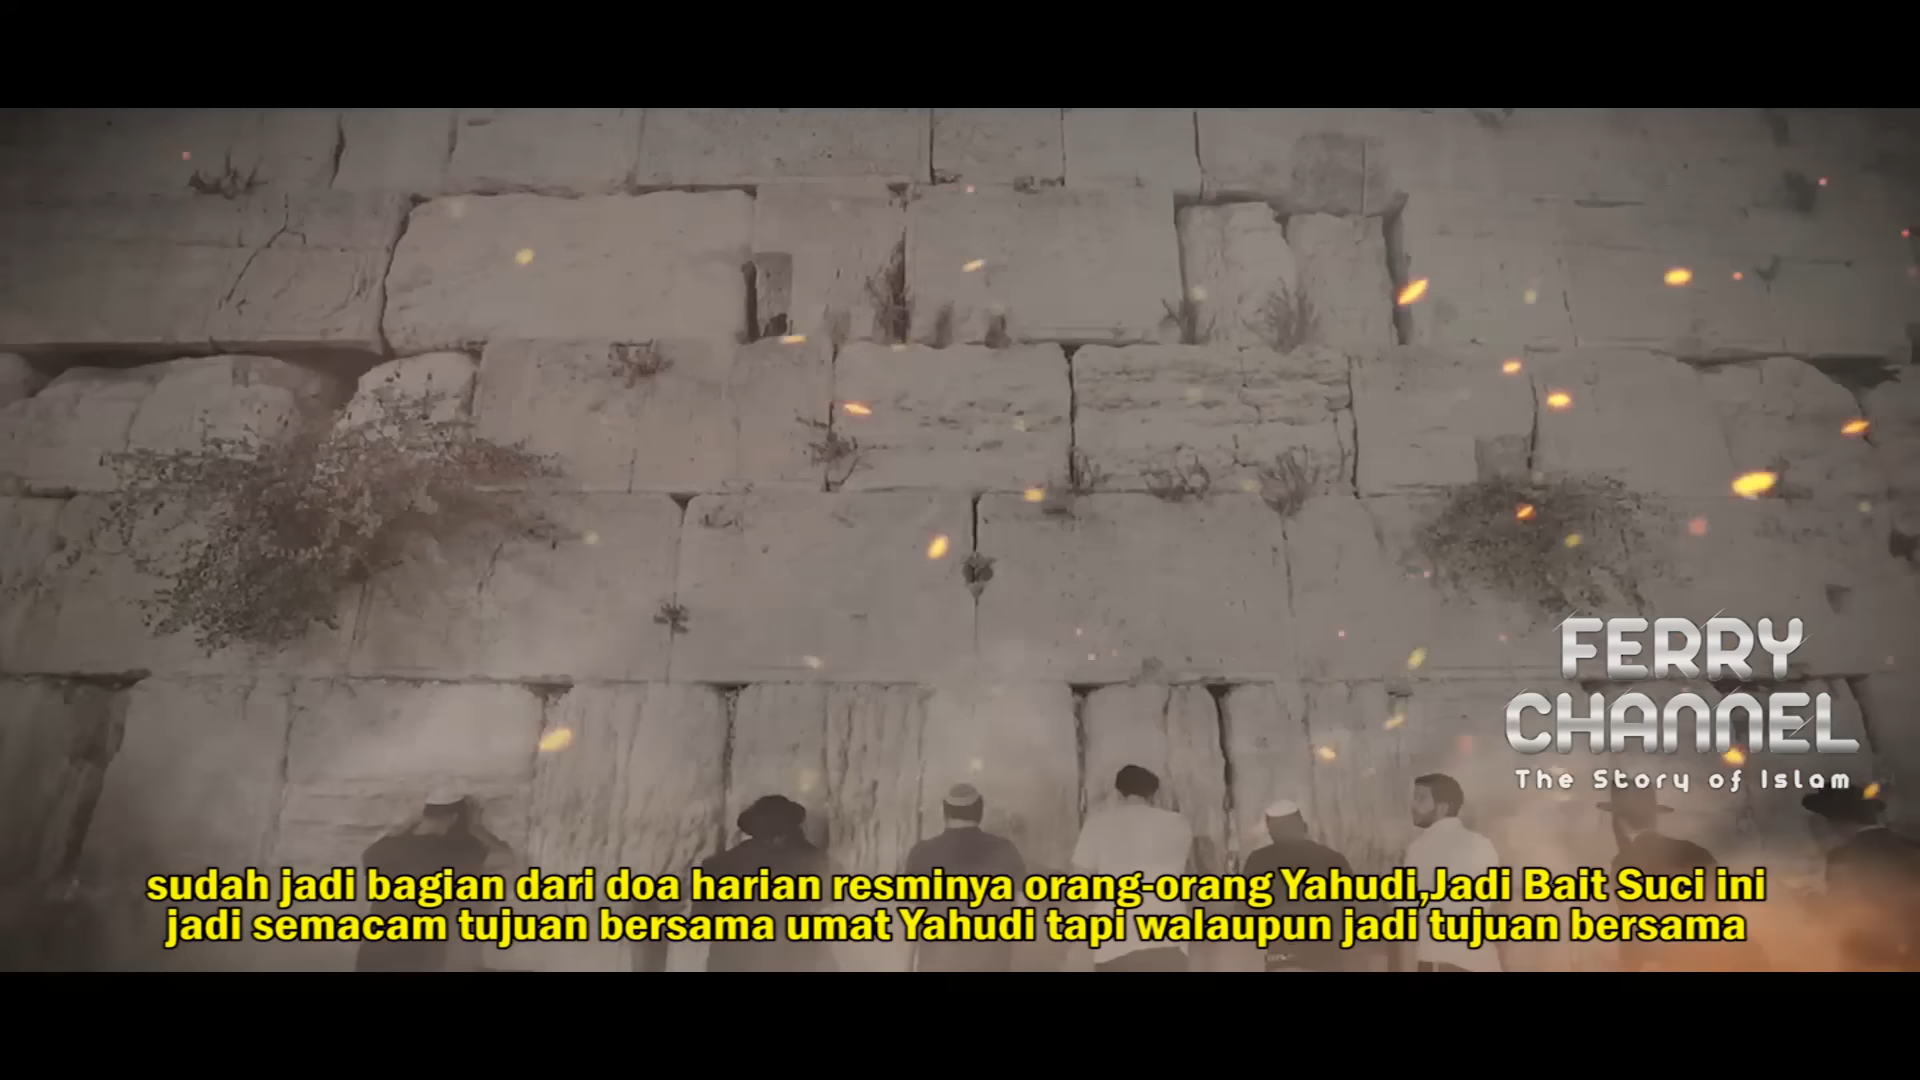 FERRY
CHANNEL
The Story of Islam
sudah jadi bagian dari doa harian resminya orang-orang Yahudi,Jadi Bait Suci ini
jadi semacam tujuan bersama umat Yahudi tapi walaupun jadi tujuan bersama